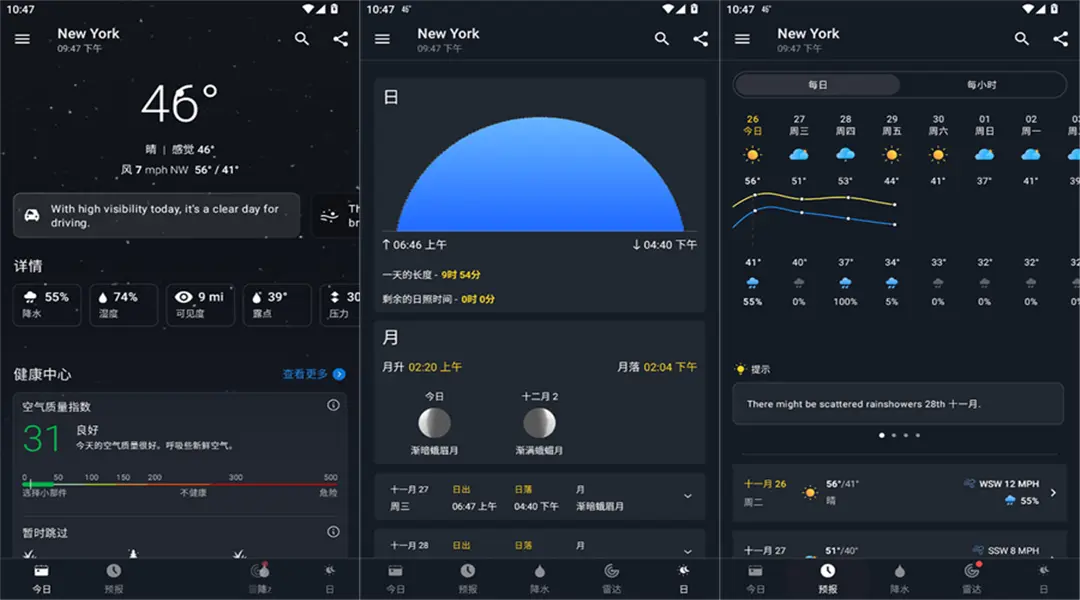 10:47
New York
09:47 下午
46°
晴 | 感觉 46°
风 7 mph NW 56° / 41°
With high visibility today, it's a clear day for
driving.
Th
br
详情
55%
降水
74%
湿度
9 mi
可见度
39°
露点
30
压力
健康中心
查看更多
空气质量指数
31
良好
今天的空气质量很好。呼吸些新鲜空气。
0 50 100 150 200 300 500
选择小部件 不健康 危险
暂时跳过
今日 预报 日
10:47 46°
New York
09:47 下午
日
06:46 上午 04:40 下午
一天的长度 - 9时 54分
剩余的日照时间 - 0时 0分
月
月升 02:20 上午 月落 02:04 下午
今日 十二月 2
渐暗蛾眉月 渐满蛾蝞月
十一月 27 日出 日落 月
周三 06:47 上午 04:40 下午 渐暗蛾眉月
十一月 28 日出 日落 月
今日 预报 降水 雷达 日
10:47 46°
New York
09:47 下午
每日 每小时
26 27 28 29 30 01 02
今日 周三 周四 周五 周六 周日 周一
56° 51° 53° 44° 41° 37° 41° 39
41° 40° 37° 34° 33° 32° 32° 32
55% 0% 100% 5% 0% 0% 0% 0%
提示
There might be scattered rainshowers 28th 十一月.
十一月 26 56°/41° WSW 12 MPH
周二 晴 55%
十一月 27 51°/40° SSW 8 MPH
今日 预报 降水 雷达 日